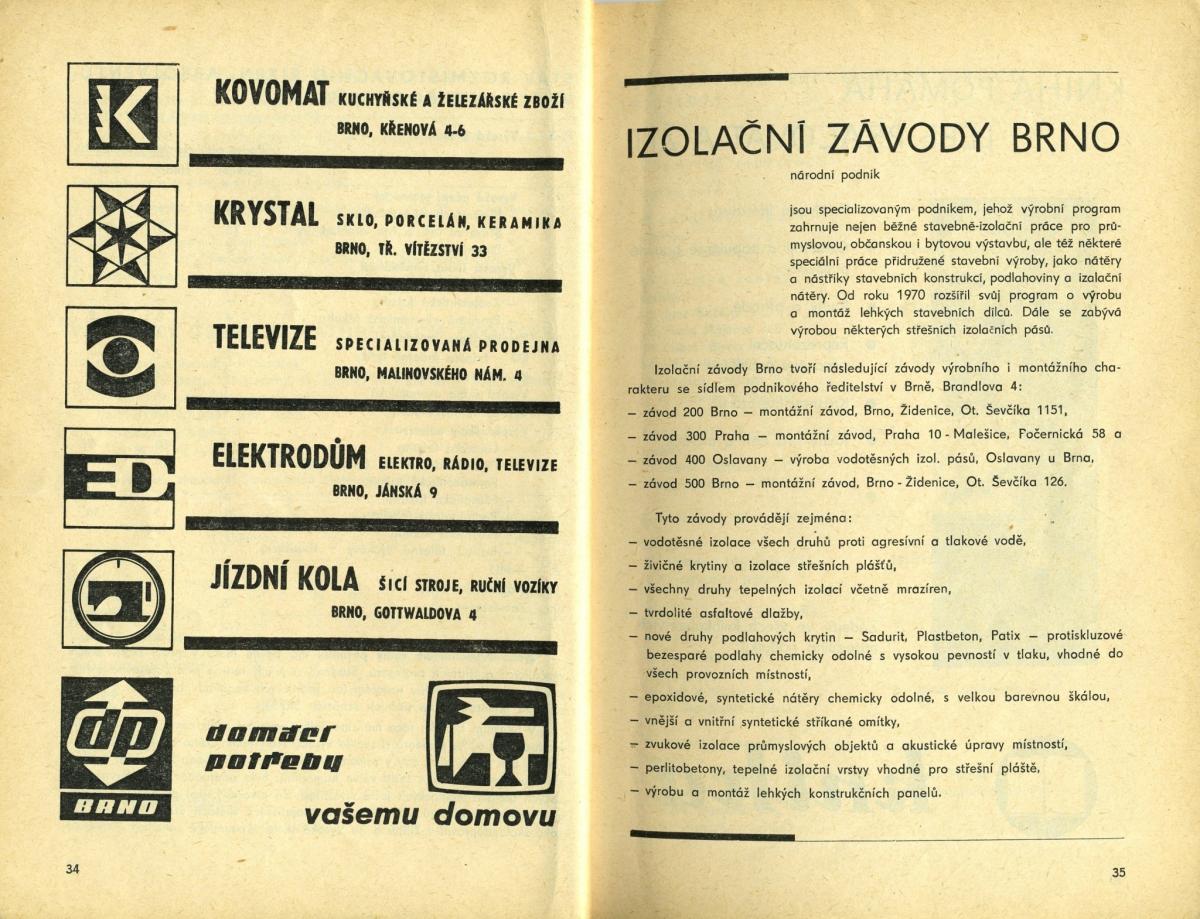 K
KOVOMAT KUCHYŇSKÉ A ŽELEZÁŘSKÉ ZBOŽÍ
BRNO, KŘENOVÁ 4-6
KRYSTAL SKLO, PORCELÁN, KERAMIKA
BRNO, TŘ. VÍTĚZSTVÍ 33
TELEVIZE SPECIALIZOVANÁ PRODEJNA
BRNO, MALINOVSKÉHO NÁM. 4
ED
ELEKTRODŮM ELEKTRO, RÁDIO, TELEVIZE
BRNO, JÁNSKÁ 9
JÍZDNÍ KOLA ŠICÍ STROJE, RUČNÍ VOZÍKY
BRNO, GOTTWALDOVA 4
dp
BRNO
domácí
potřeby
vašemu domovu
34
IZOLAČNÍ ZÁVODY BRNO
národní podnik
jsou specializovaným podníkem, jehož výrobní program
zahrnuje nejen běžné stavebně-izolační práce pro prů-
myslovou, občanskou i bytovou výstavbu, ale též některé
speciální práce přidružené stavební výroby, jako nátěry
a nástřiky stavebních konstrukcí, podlahoviny a izalační
nátěry. Od roku 1970 rozšířil svůj program o výrobu
a montáž lehkých stavebních dílců. Dále se zabývá
výrobou některých střešních izolačních pásů.
Izolační závody Brno tvoří následující závody výrobního i montážního cha-
rakteru se sídlem podnikového ředitelství v Brně, Brandlova 4:
– závod 200 Brno – montážní závod, Brno, Židenice, Ot. Ševčíka 1151,
– závod 300 Praha – montážní závod, Praha 10 - Malešice, Počernická 58 a
– závod 400 Oslavany – výroba vodotěsných izol. pásů, Oslavany u Brna,
– závod 500 Brno – montážní závod, Brno - Židenice, Ot. Ševčíka 126.
Tyto závody provádějí zejména:
– vodotěsné izolace všech druhů proti agresívní a tlakové vodě,
– živičné krytiny a izolace střešních plášťů,
– všechny druhy tepelných izolací včetně mrazíren,
– tvrdolité asfaltové dlažby,
– nové druhy podlahových krytin – Sadurit, Plastbeton, Patix – protiskluzové
bezesparé podlahy chemicky odolné s vysokou pevností v tlaku, vhodné do
všech provozních místností,
– epoxidové, syntetické nátěry chemicky odolné, s velkou barevnou škálou,
– vnější a vnitřní syntetické stříkané omítky,
– zvukové izolace průmyslových objektů a akustické úpravy místností,
– perlitobetony, tepelné izolační vrstvy vhodné pro střešní pláště,
– výrobu a montáž lehkých konstrukčních panelů.
35